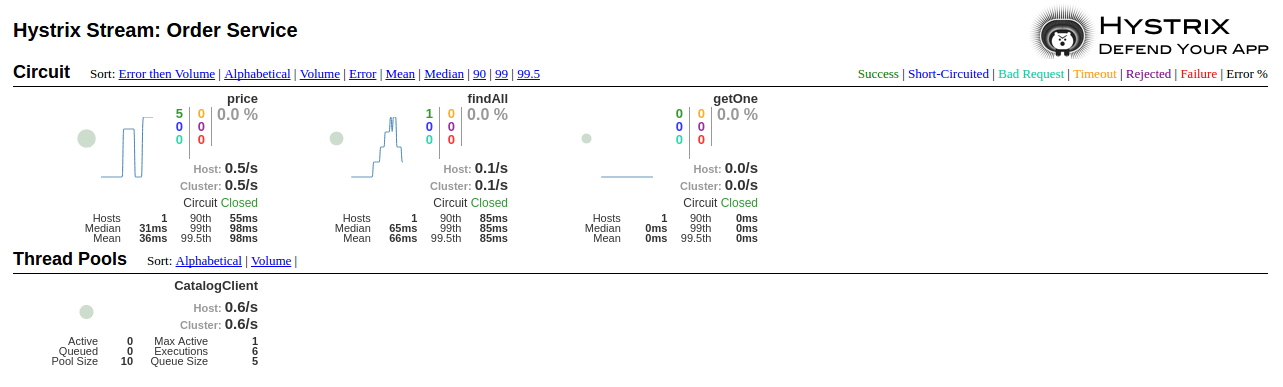 Hystrix Stream: Order Service
HYSTRIX
DEFEND YOUR APP
Circuit Sort: Error then Volume | Alphabetical | Volume | Error | Mean | Median | 90 | 99 | 99.5
Success | Short-Circuited | Bad Request | Timeout | Rejected | Failure | Error %
price
5 0 0.0 %
0 0
0 0
Host: 0.5/s
Cluster: 0.5/s
Circuit Closed
Hosts 1 90th 55ms
Median 31ms 99th 98ms
Mean 36ms 99.5th 98ms
findAll
1 0 0.0 %
0 0
0 0
Host: 0.1/s
Cluster: 0.1/s
Circuit Closed
Hosts 1 90th 85ms
Median 65ms 99th 85ms
Mean 66ms 99.5th 85ms
getOne
0 0 0.0 %
0 0
0 0
Host: 0.0/s
Cluster: 0.0/s
Circuit Closed
Hosts 1 90th 0ms
Median 0ms 99th 0ms
Mean 0ms 99.5th 0ms
Thread Pools Sort: Alphabetical | Volume |
CatalogClient
Host: 0.6/s
Cluster: 0.6/s
Active 0 Max Active 1
Queued 0 Executions 6
Pool Size 10 Queue Size 5